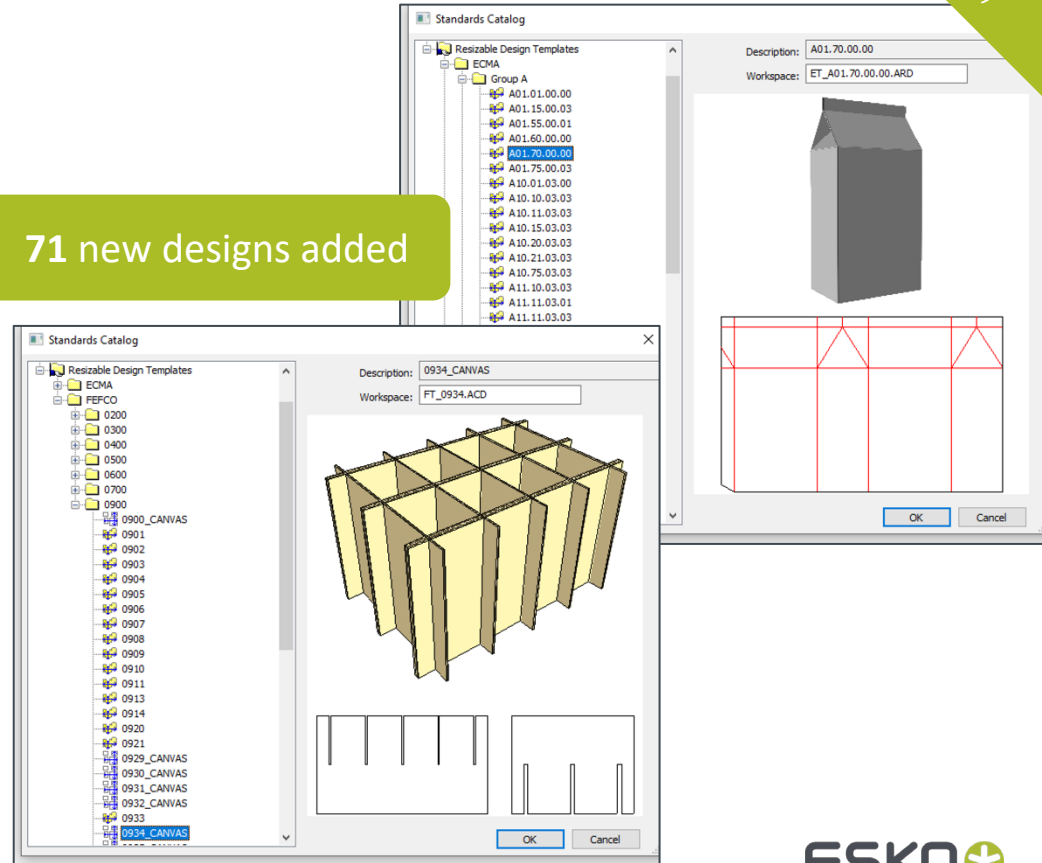 Standards Catalog
Resizable Design Templates
ECMA
Group A
A01.01.00.00
A01.15.00.03
A01.55.00.01
A01.60.00.00
A01.70.00.00
A01.75.00.03
A10.01.03.00
A10.10.03.03
A10.11.03.03
A10.15.03.03
A10.20.03.03
A10.21.03.03
A10.75.03.03
A11.10.03.03
A11.11.03.01
A11.11.03.03
Description: A01.70.00.00
Workspace: ET_A01.70.00.00.ARD
OK Cancel
71 new designs added
Standards Catalog
Resizable Design Templates
ECMA
FEFCO
0200
0300
0400
0500
0600
0700
0900
0900_CANVAS
0901
0902
0903
0904
0905
0906
0907
0908
0909
0910
0911
0913
0914
0920
0921
0929_CANVAS
0930_CANVAS
0931_CANVAS
0932_CANVAS
0933
0934_CANVAS
Description: 0934_CANVAS
Workspace: FT_0934.ACD
OK Cancel
ESKO